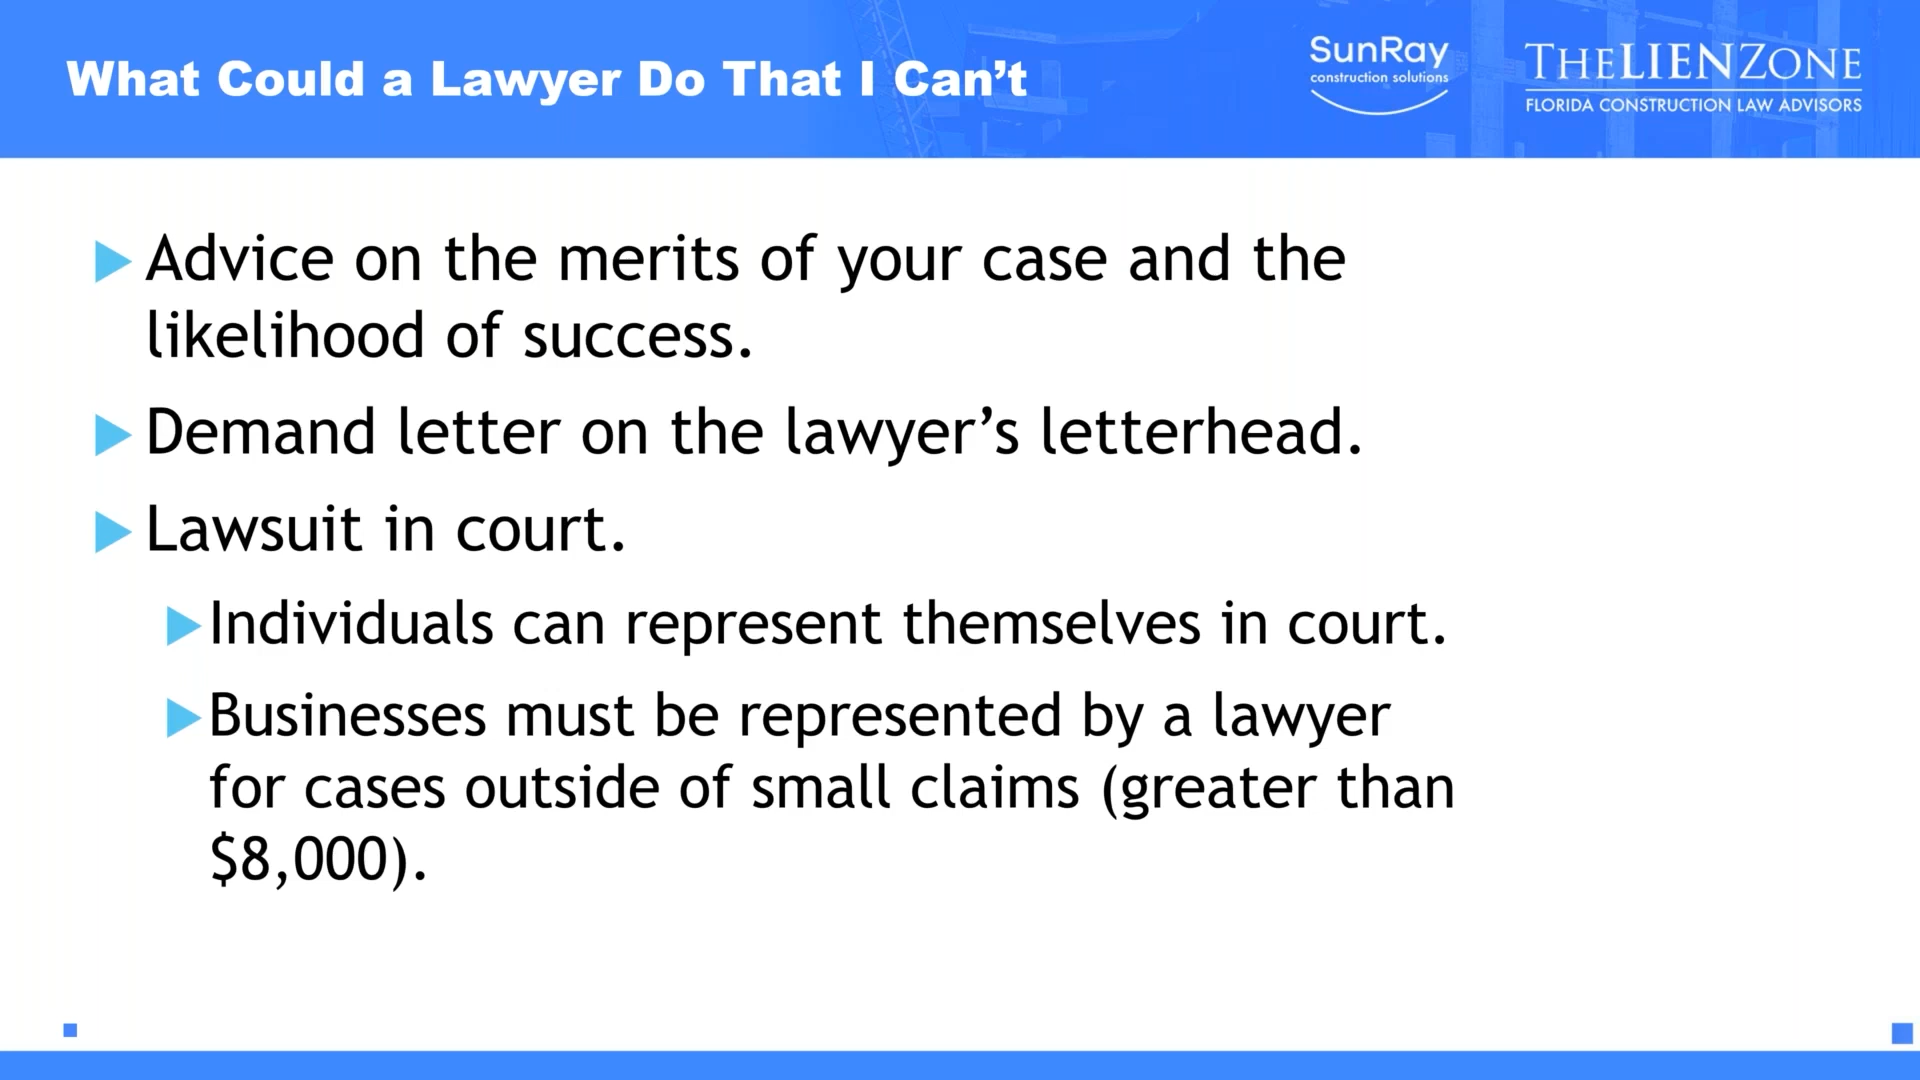 What Could a Lawyer Do That I Can’t
SunRay
construction solutions
THELIENZONE
FLORIDA CONSTRUCTION LAW ADVISORS
Advice on the merits of your case and the
likelihood of success.
Demand letter on the lawyer’s letterhead.
Lawsuit in court.
Individuals can represent themselves in court.
Businesses must be represented by a lawyer
for cases outside of small claims (greater than
$8,000).